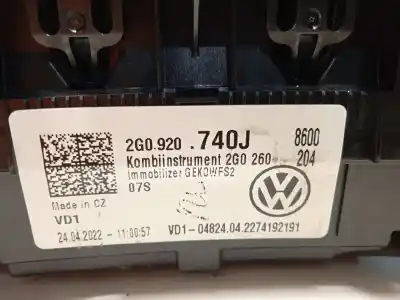 2G0.920 .740J 8600
Kombiinstrument 2G0 260 204
Immobilizer GEKOWFS2
07S
Made in CZ
VD1
24.04.2022 - 11:00:57 VD1-04824.04.2274192191